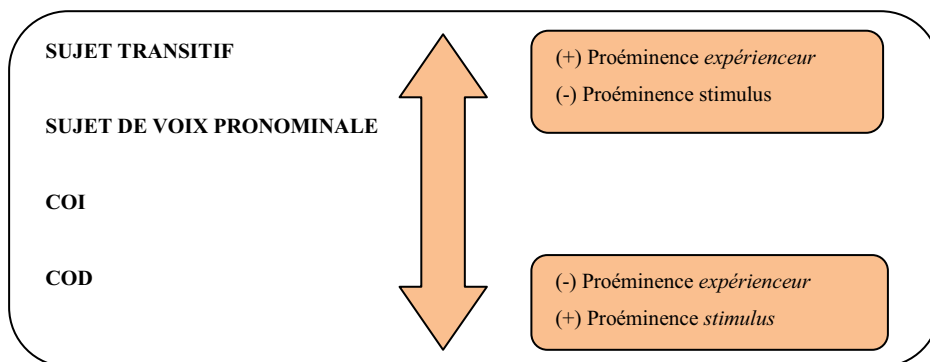 SUJET TRANSITIF
SUJET DE VOIX PRONOMINALE
COI
COD
(+) Proéminence expérienceur
(-) Proéminence stimulus
(-) Proéminence expérienceur
(+) Proéminence stimulus